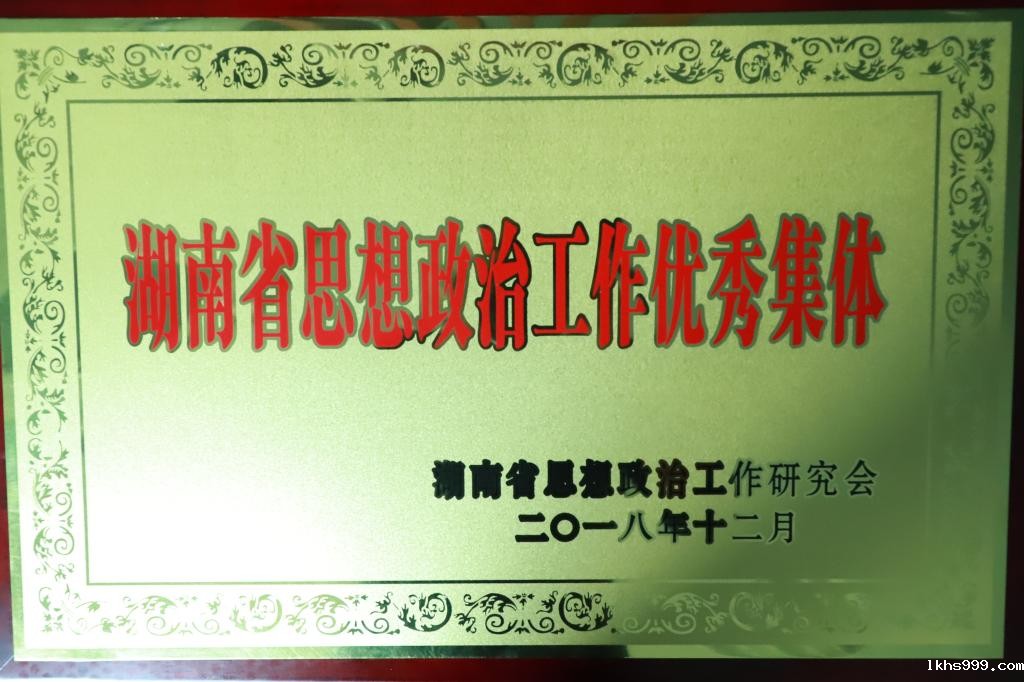 湖南省思想政治工作优秀集体
湖南省思想政治工作研究会
二〇一八年十二月
lkhs999.com